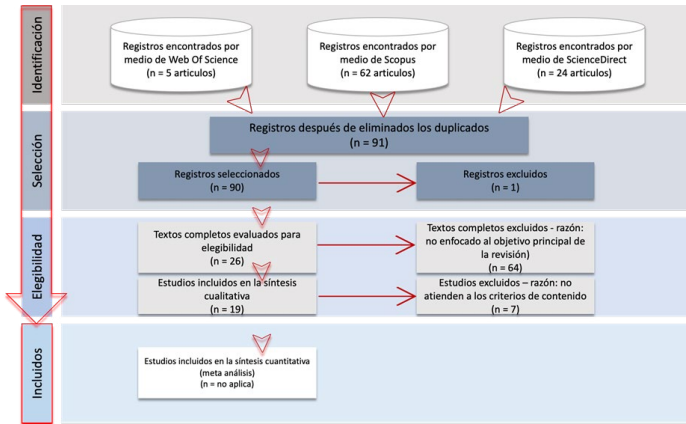 Identificación
Registros encontrados por
medio de Web Of Science
(n = 5 articulos)
Registros encontrados por
medio de Scopus
(n = 62 articulos)
Registros encontrados por
medio de ScienceDirect
(n = 24 articulos)
Selección
Registros después de eliminados los duplicados
(n = 91)
Registros seleccionados
(n = 90)
Registros excluidos
(n = 1)
Elegibilidad
Textos completos evaluados para
elegibilidad
(n = 26)
Textos completos excluidos - razón:
no enfocado al objetivo principal de
la revisión)
(n = 64)
Estudios incluidos en la síntesis
cualitativa
(n = 19)
Estudios excluidos – razón: no
atienden a los criterios de contenido
(n = 7)
Incluidos
Estudios incluidos en la síntesis cuantitativa
(meta análisis)
(n = no aplica)